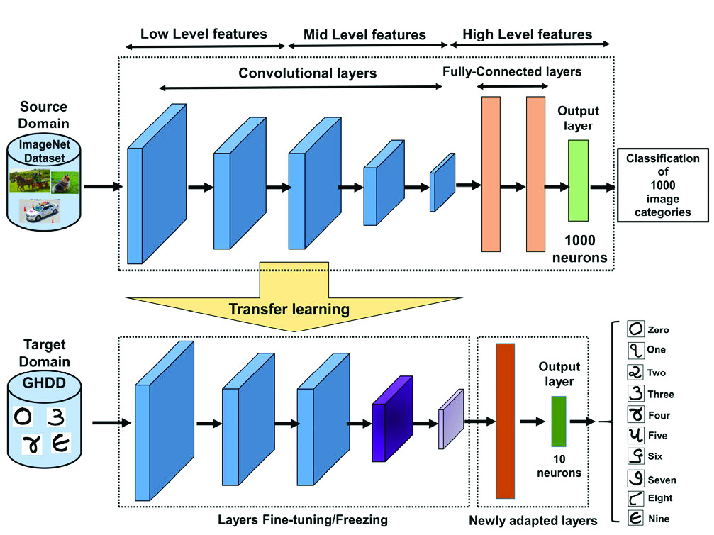 Low Level features
Mid Level features
High Level features
Convolutional layers
Fully-Connected layers
Source
Domain
ImageNet
Dataset
Output
layer
1000
neurons
Classification
of
1000
image
categories
Transfer learning
Target
Domain
GHDD
Output
layer
10
neurons
Layers Fine-tuning/Freezing
Newly adapted layers
Zero
One
Two
Three
Four
Five
Six
Seven
Eight
Nine